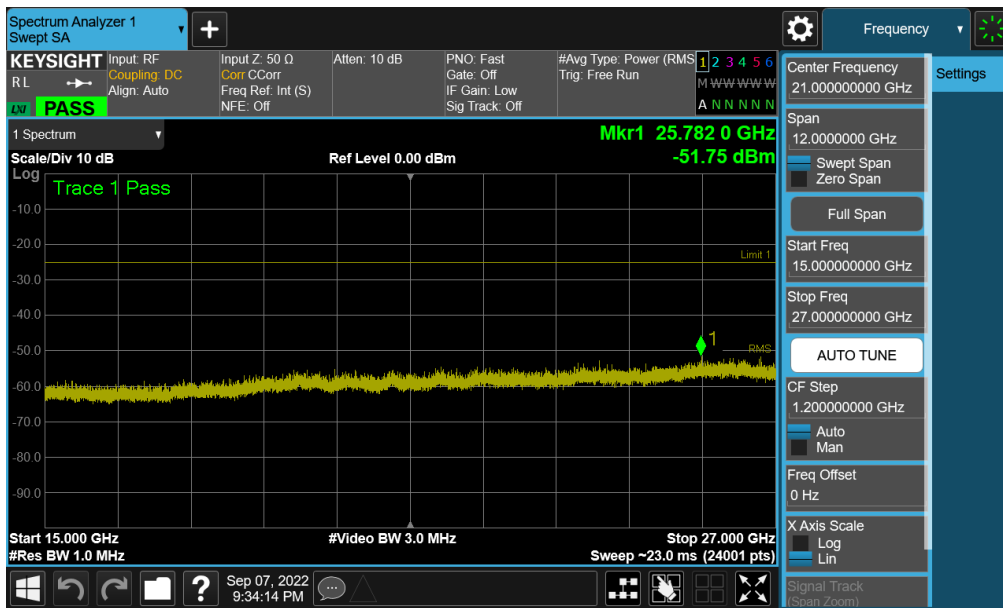 Spectrum Analyzer 1
Swept SA
Frequency
KEYSIGHT
R L
LXI PASS
Input: RF
Coupling: DC
Align: Auto
Input Z: 50 Ω
Corr CCorr
Freq Ref: Int (S)
NFE: Off
Atten: 10 dB
PNO: Fast
Gate: Off
IF Gain: Low
Sig Track: Off
#Avg Type: Power (RMS
Trig: Free Run
1 2 3 4 5 6
M W W W W W
A N N N N N
1 Spectrum
Mkr1 25.782 0 GHz
-51.75 dBm
Scale/Div 10 dB
Ref Level 0.00 dBm
Log
Trace 1 Pass
-10.0
-20.0
Limit 1
-30.0
-40.0
1
-50.0
RMS
-60.0
-70.0
-80.0
-90.0
Start 15.000 GHz
#Video BW 3.0 MHz
Stop 27.000 GHz
#Res BW 1.0 MHz
Sweep ~23.0 ms (24001 pts)
Center Frequency
21.000000000 GHz
Span
12.0000000 GHz
Swept Span
Zero Span
Full Span
Start Freq
15.000000000 GHz
Stop Freq
27.000000000 GHz
AUTO TUNE
CF Step
1.200000000 GHz
Auto
Man
Freq Offset
0 Hz
X Axis Scale
Log
Lin
Signal Track
(Span Zoom)
Settings
?
Sep 07, 2022
9:34:14 PM